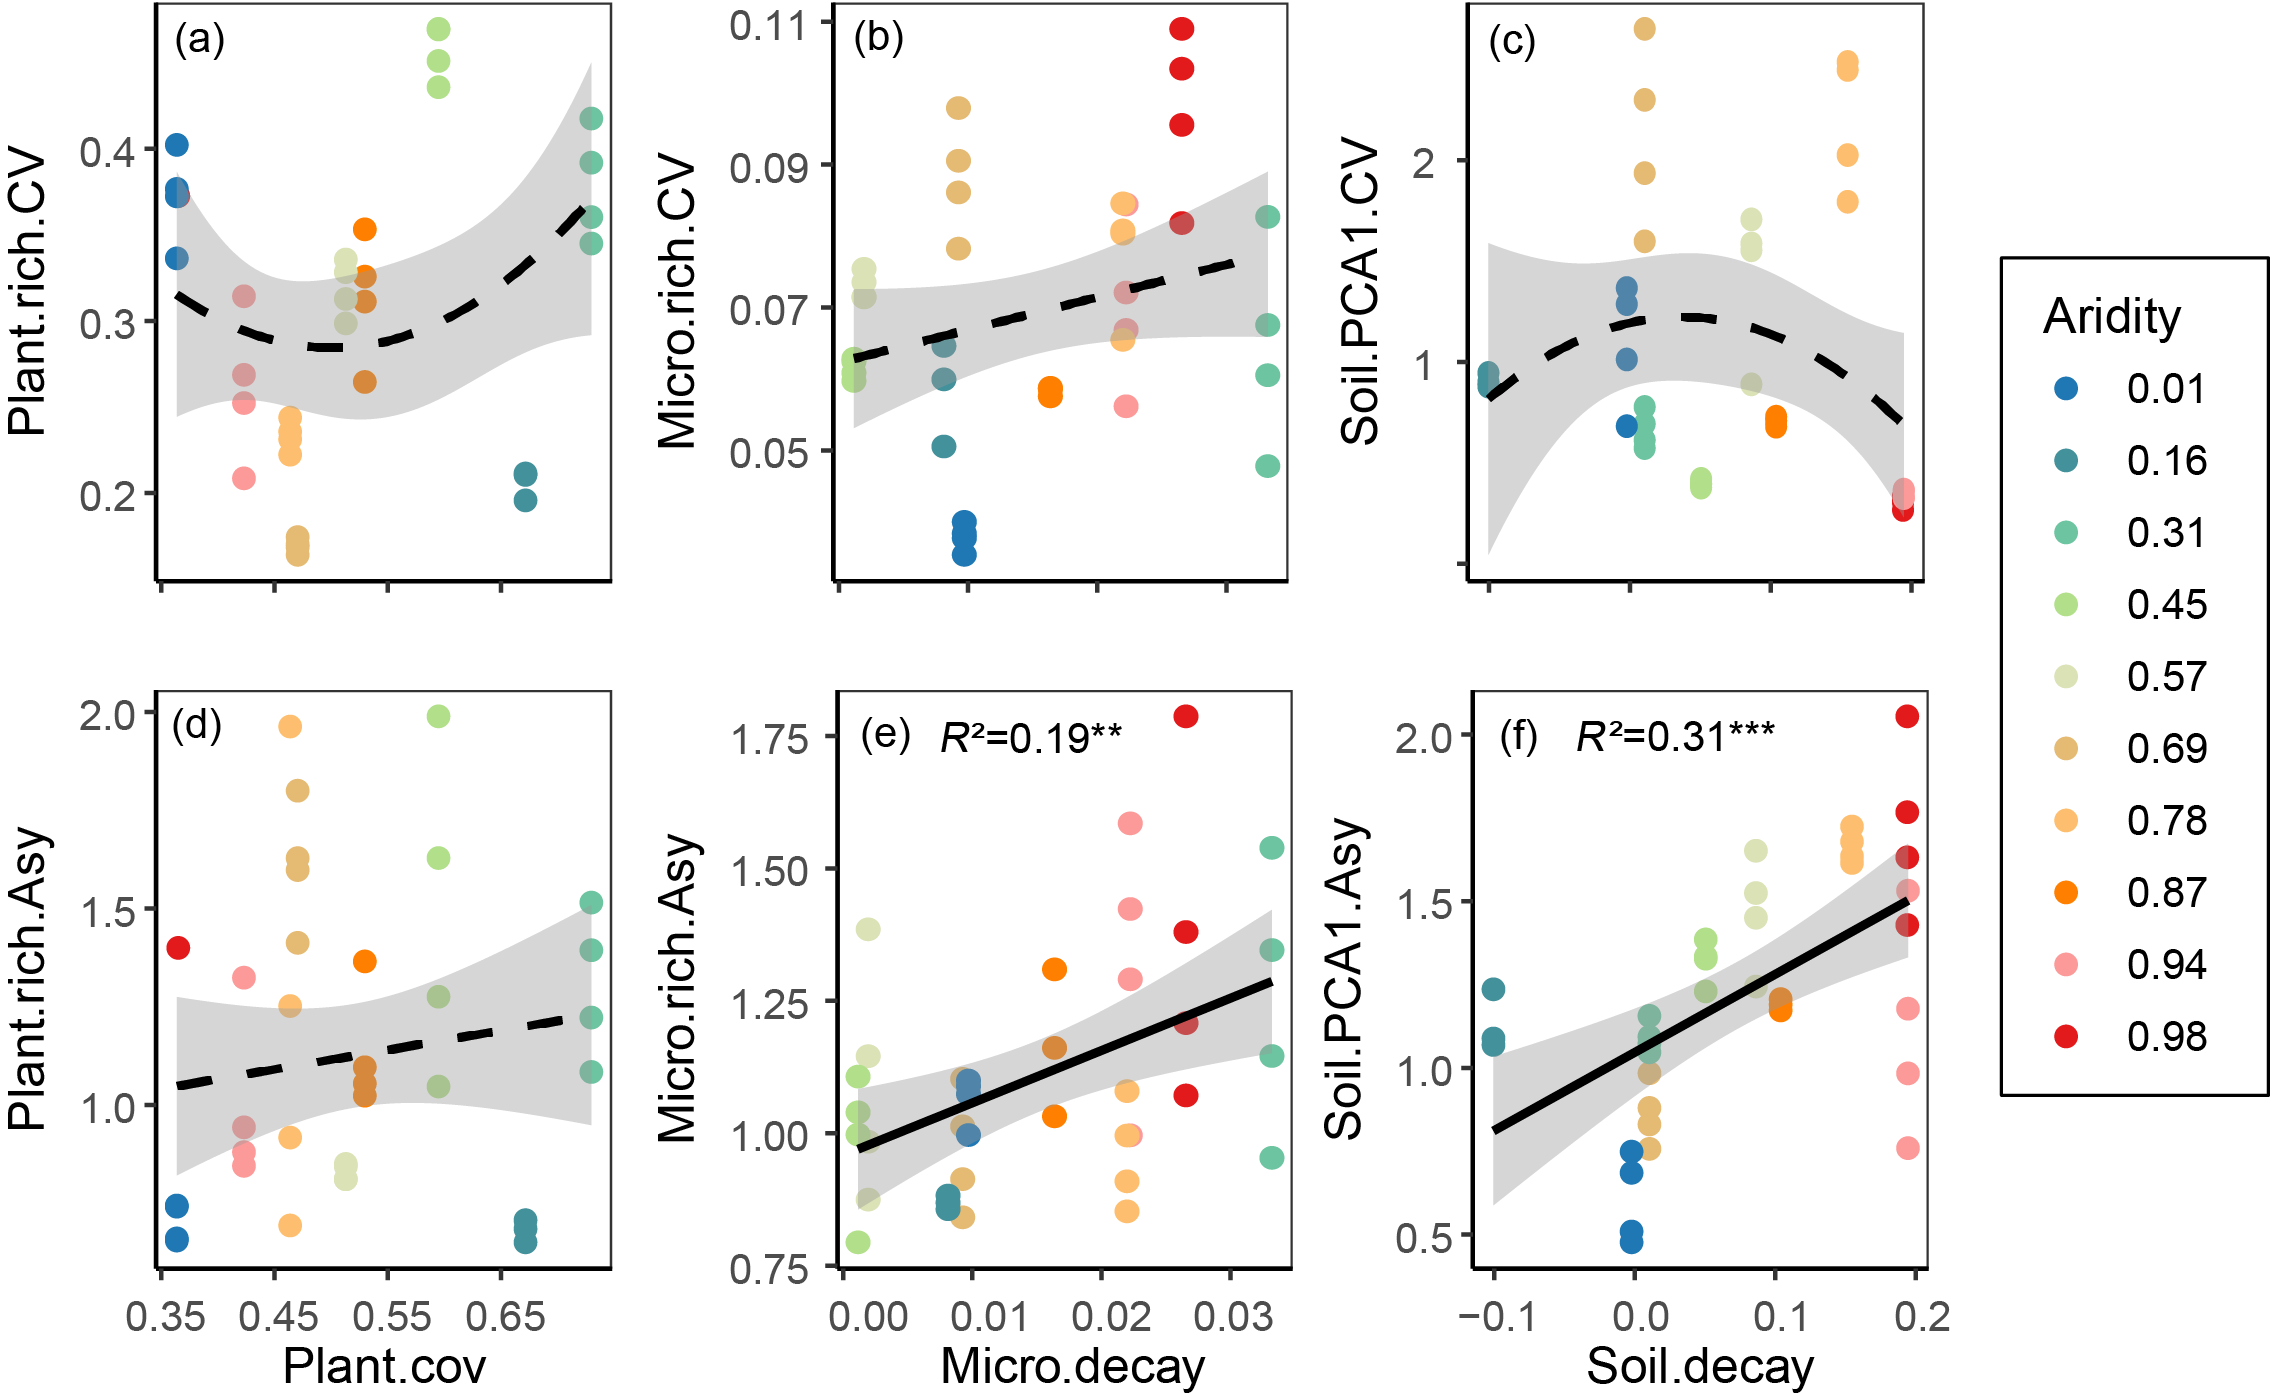 (a)
Plant.rich.CV
0.4
0.3
0.2
(b)
Micro.rich.CV
0.11
0.09
0.07
0.05
(c)
Soil.PCA1.CV
2
1
(d)
Plant.rich.Asy
2.0
1.5
1.0
0.35 0.45 0.55 0.65
Plant.cov
(e) R²=0.19**
Micro.rich.Asy
1.75
1.50
1.25
1.00
0.75
0.00 0.01 0.02 0.03
Micro.decay
(f) R²=0.31***
Soil.PCA1.Asy
2.0
1.5
1.0
0.5
−0.1 0.0 0.1 0.2
Soil.decay
Aridity
0.01
0.16
0.31
0.45
0.57
0.69
0.78
0.87
0.94
0.98